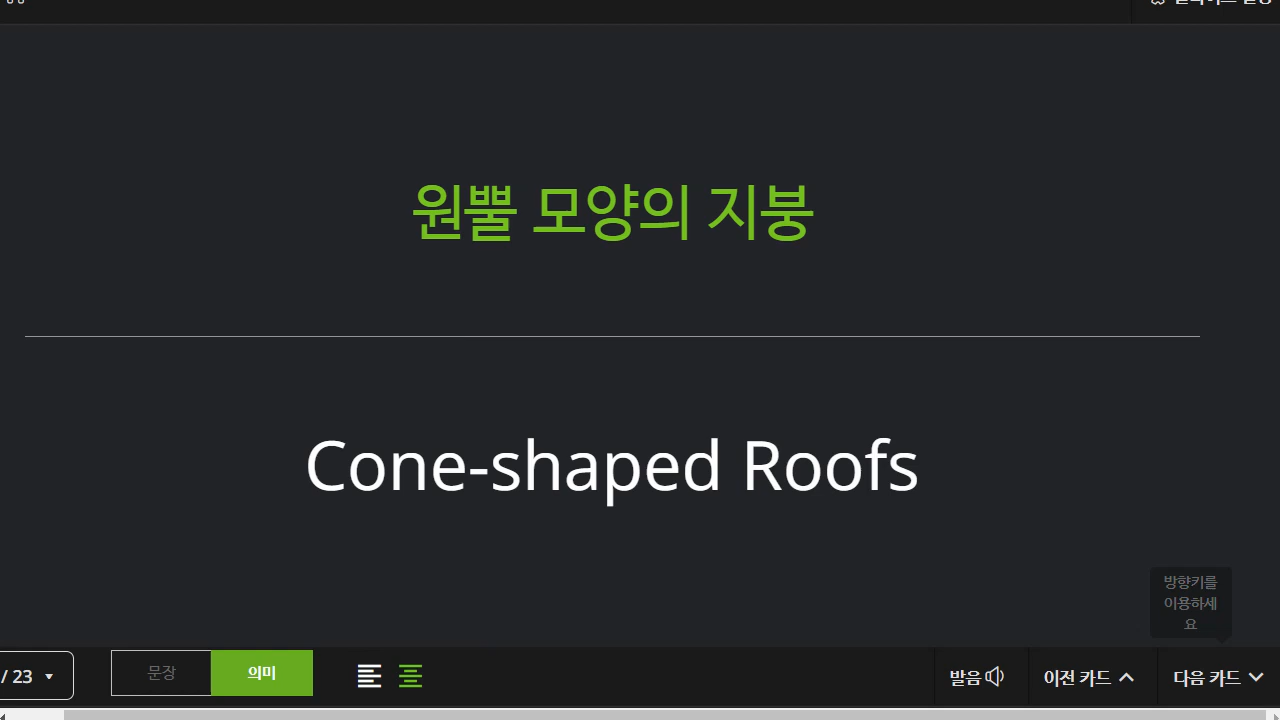 원뿔 모양의 지붕
Cone-shaped Roofs
방향키를
이용하세
요
/ 23
문장
의미
발음
이전 카드
다음 카드